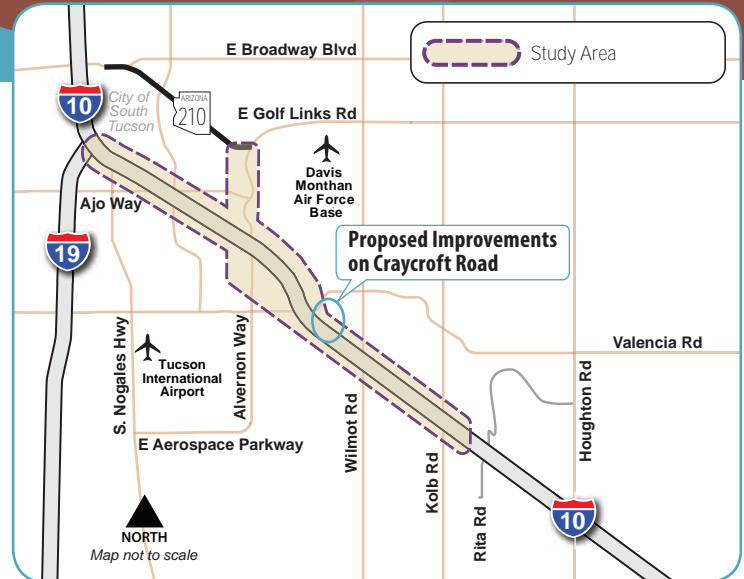 E Broadway Blvd
Study Area
10
City of
South
Tucson
ARIZONA
210
E Golf Links Rd
Davis
Monthan
Air Force
Base
Ajo Way
19
Proposed Improvements
on Craycroft Road
S. Nogales Hwy
Tucson
International
Airport
Alvernon Way
Valencia Rd
Wilmot Rd
Houghton Rd
E Aerospace Parkway
Kolb Rd
Rita Rd
10
NORTH
Map not to scale